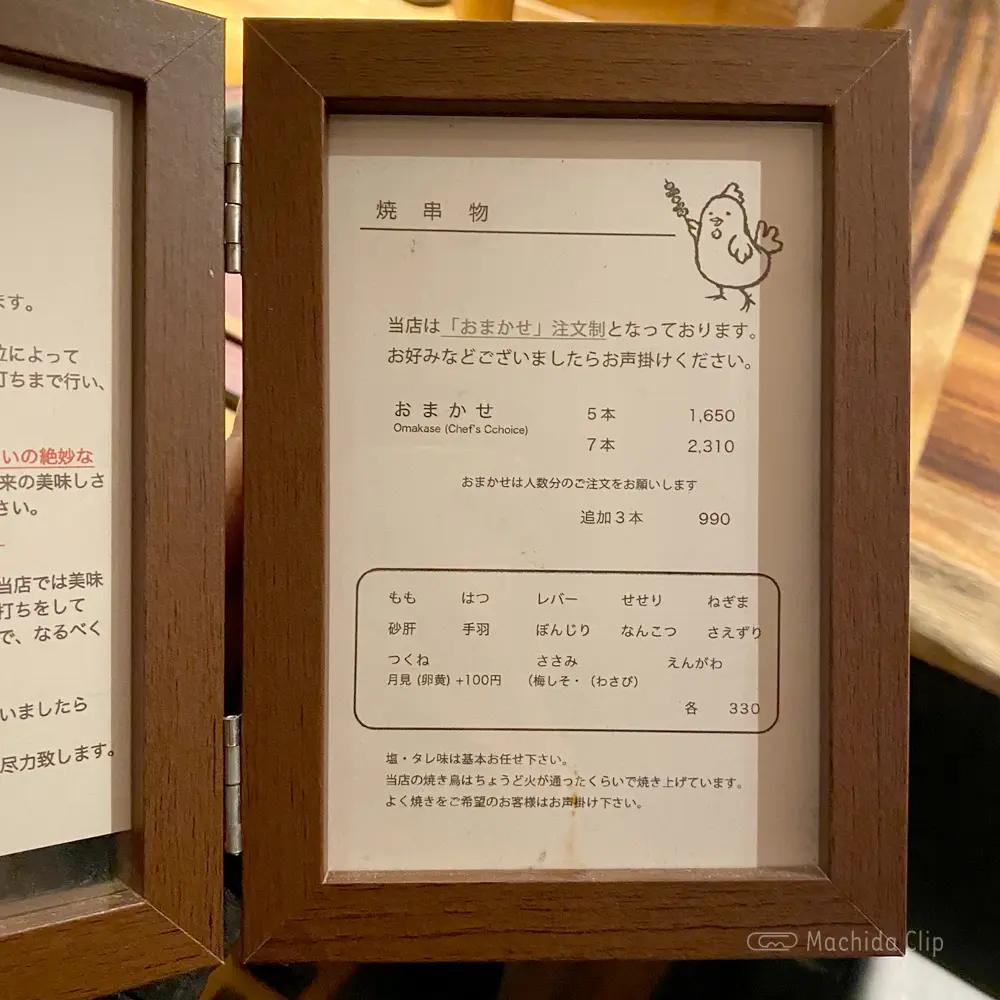 ます。
位によって
打ちまで行い、
いの絶妙な
来の美味しさ
さい。
当店では美味
打ちをして
で、なるべく
いましたら
尽力致します。
焼串物
当店は「おまかせ」注文制となっております。
お好みなどございましたらお声掛けください。
おまかせ 5本 1,650
Omakase (Chef's Cchoice)
7本 2,310
おまかせは人数分のご注文をお願いします
追加3本 990
もも はつ レバー せせり ねぎま
砂肝 手羽 ぼんじり なんこつ さえずり
つくね ささみ えんがわ
月見 (卵黄) +100円 (梅しそ・(わさび)
各 330
塩・タレ味は基本お任せ下さい。
当店の焼き鳥はちょうど火が通ったくらいで焼き上げています。
よく焼きをご希望のお客様はお声掛け下さい。
Machida Clip